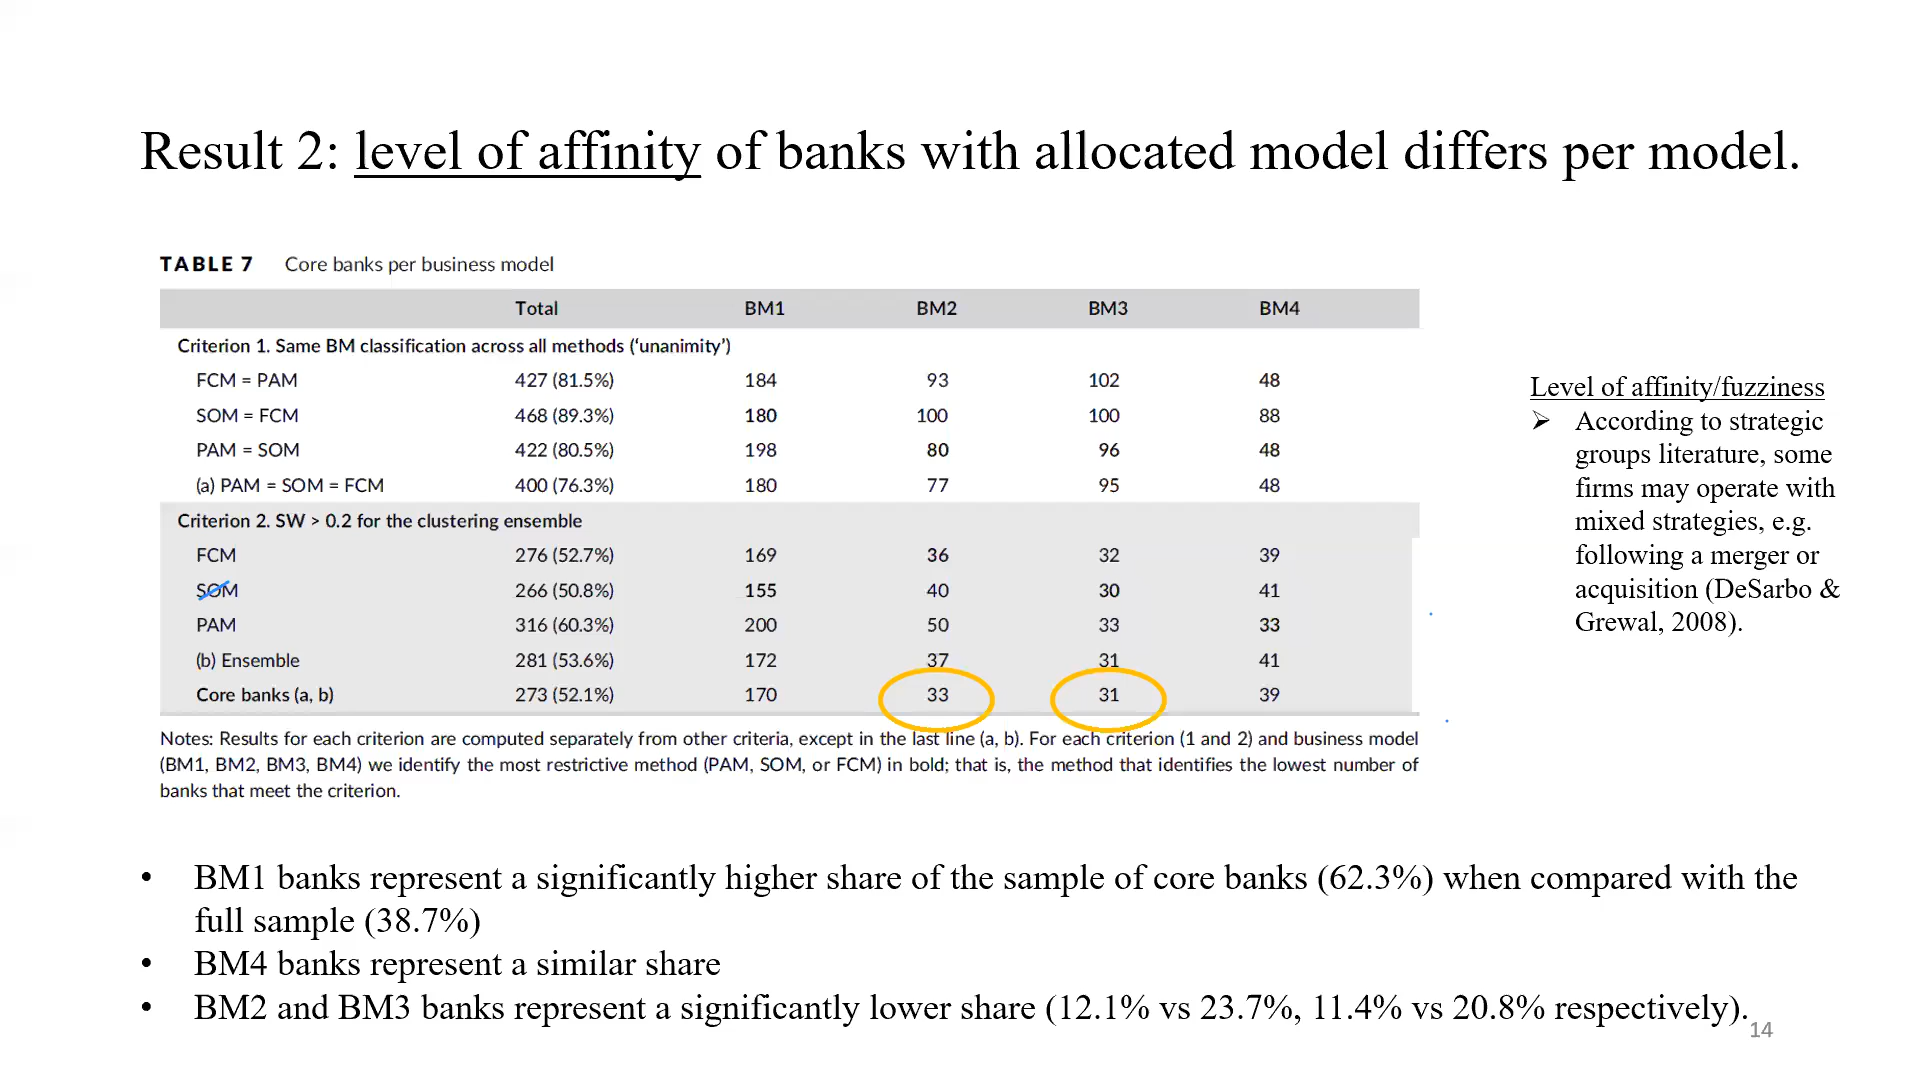 Result 2: level of affinity of banks with allocated model differs per model.
TABLE 7 Core banks per business model
Total BM1 BM2 BM3 BM4
Criterion 1. Same BM classification across all methods (‘unanimity’)
FCM = PAM 427 (81.5%) 184 93 102 48
SOM = FCM 468 (89.3%) 180 100 100 88
PAM = SOM 422 (80.5%) 198 80 96 48
(a) PAM = SOM = FCM 400 (76.3%) 180 77 95 48
Criterion 2. SW > 0.2 for the clustering ensemble
FCM 276 (52.7%) 169 36 32 39
SOM 266 (50.8%) 155 40 30 41
PAM 316 (60.3%) 200 50 33 33
(b) Ensemble 281 (53.6%) 172 37 31 41
Core banks (a, b) 273 (52.1%) 170 33 31 39
Notes: Results for each criterion are computed separately from other criteria, except in the last line (a, b). For each criterion (1 and 2) and business model
(BM1, BM2, BM3, BM4) we identify the most restrictive method (PAM, SOM, or FCM) in bold; that is, the method that identifies the lowest number of
banks that meet the criterion.
Level of affinity/fuzziness
➢ According to strategic
groups literature, some
firms may operate with
mixed strategies, e.g.
following a merger or
acquisition (DeSarbo &
Grewal, 2008).
• BM1 banks represent a significantly higher share of the sample of core banks (62.3%) when compared with the
full sample (38.7%)
• BM4 banks represent a similar share
• BM2 and BM3 banks represent a significantly lower share (12.1% vs 23.7%, 11.4% vs 20.8% respectively).
14